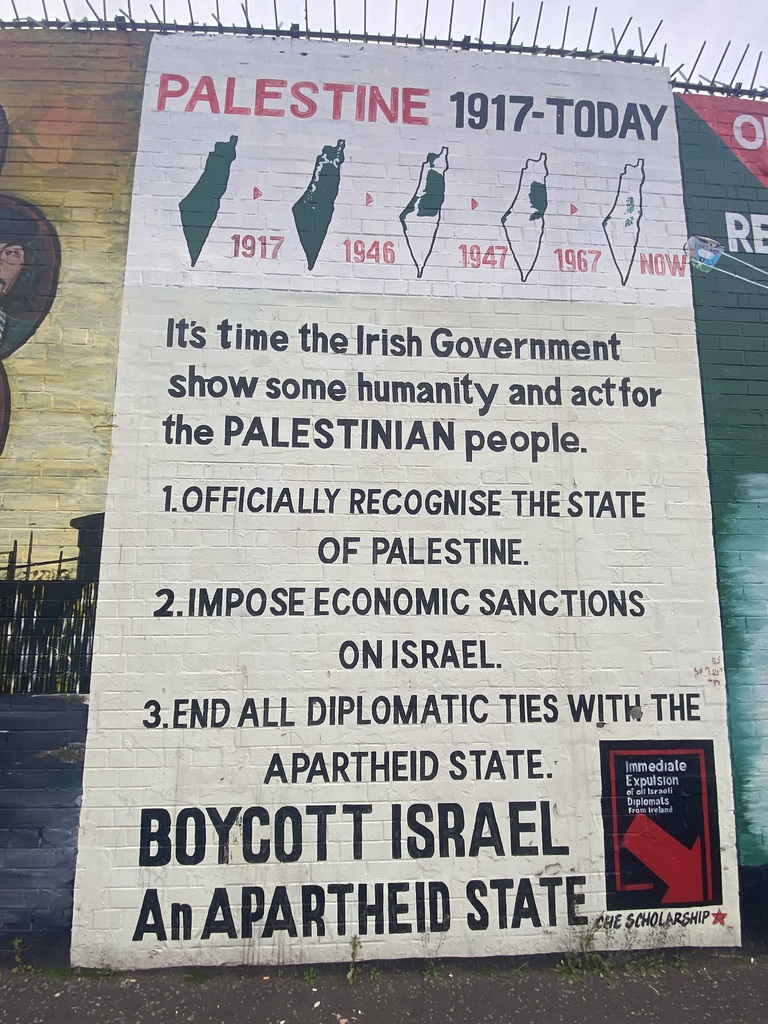 PALESTINE 1917-TODAY
1917 1946 1947 1967 NOW
It's time the Irish Government
show some humanity and act for
the PALESTINIAN people.
1. OFFICIALLY RECOGNISE THE STATE
OF PALESTINE.
2. IMPOSE ECONOMIC SANCTIONS
ON ISRAEL.
3. END ALL DIPLOMATIC TIES WITH THE
APARTHEID STATE.
BOYCOTT ISRAEL
An APARTHEID STATE
Immediate
Expulsion
of all Israeli
Diplomats
From Ireland
CHE SCHOLARSHIP
O
RE